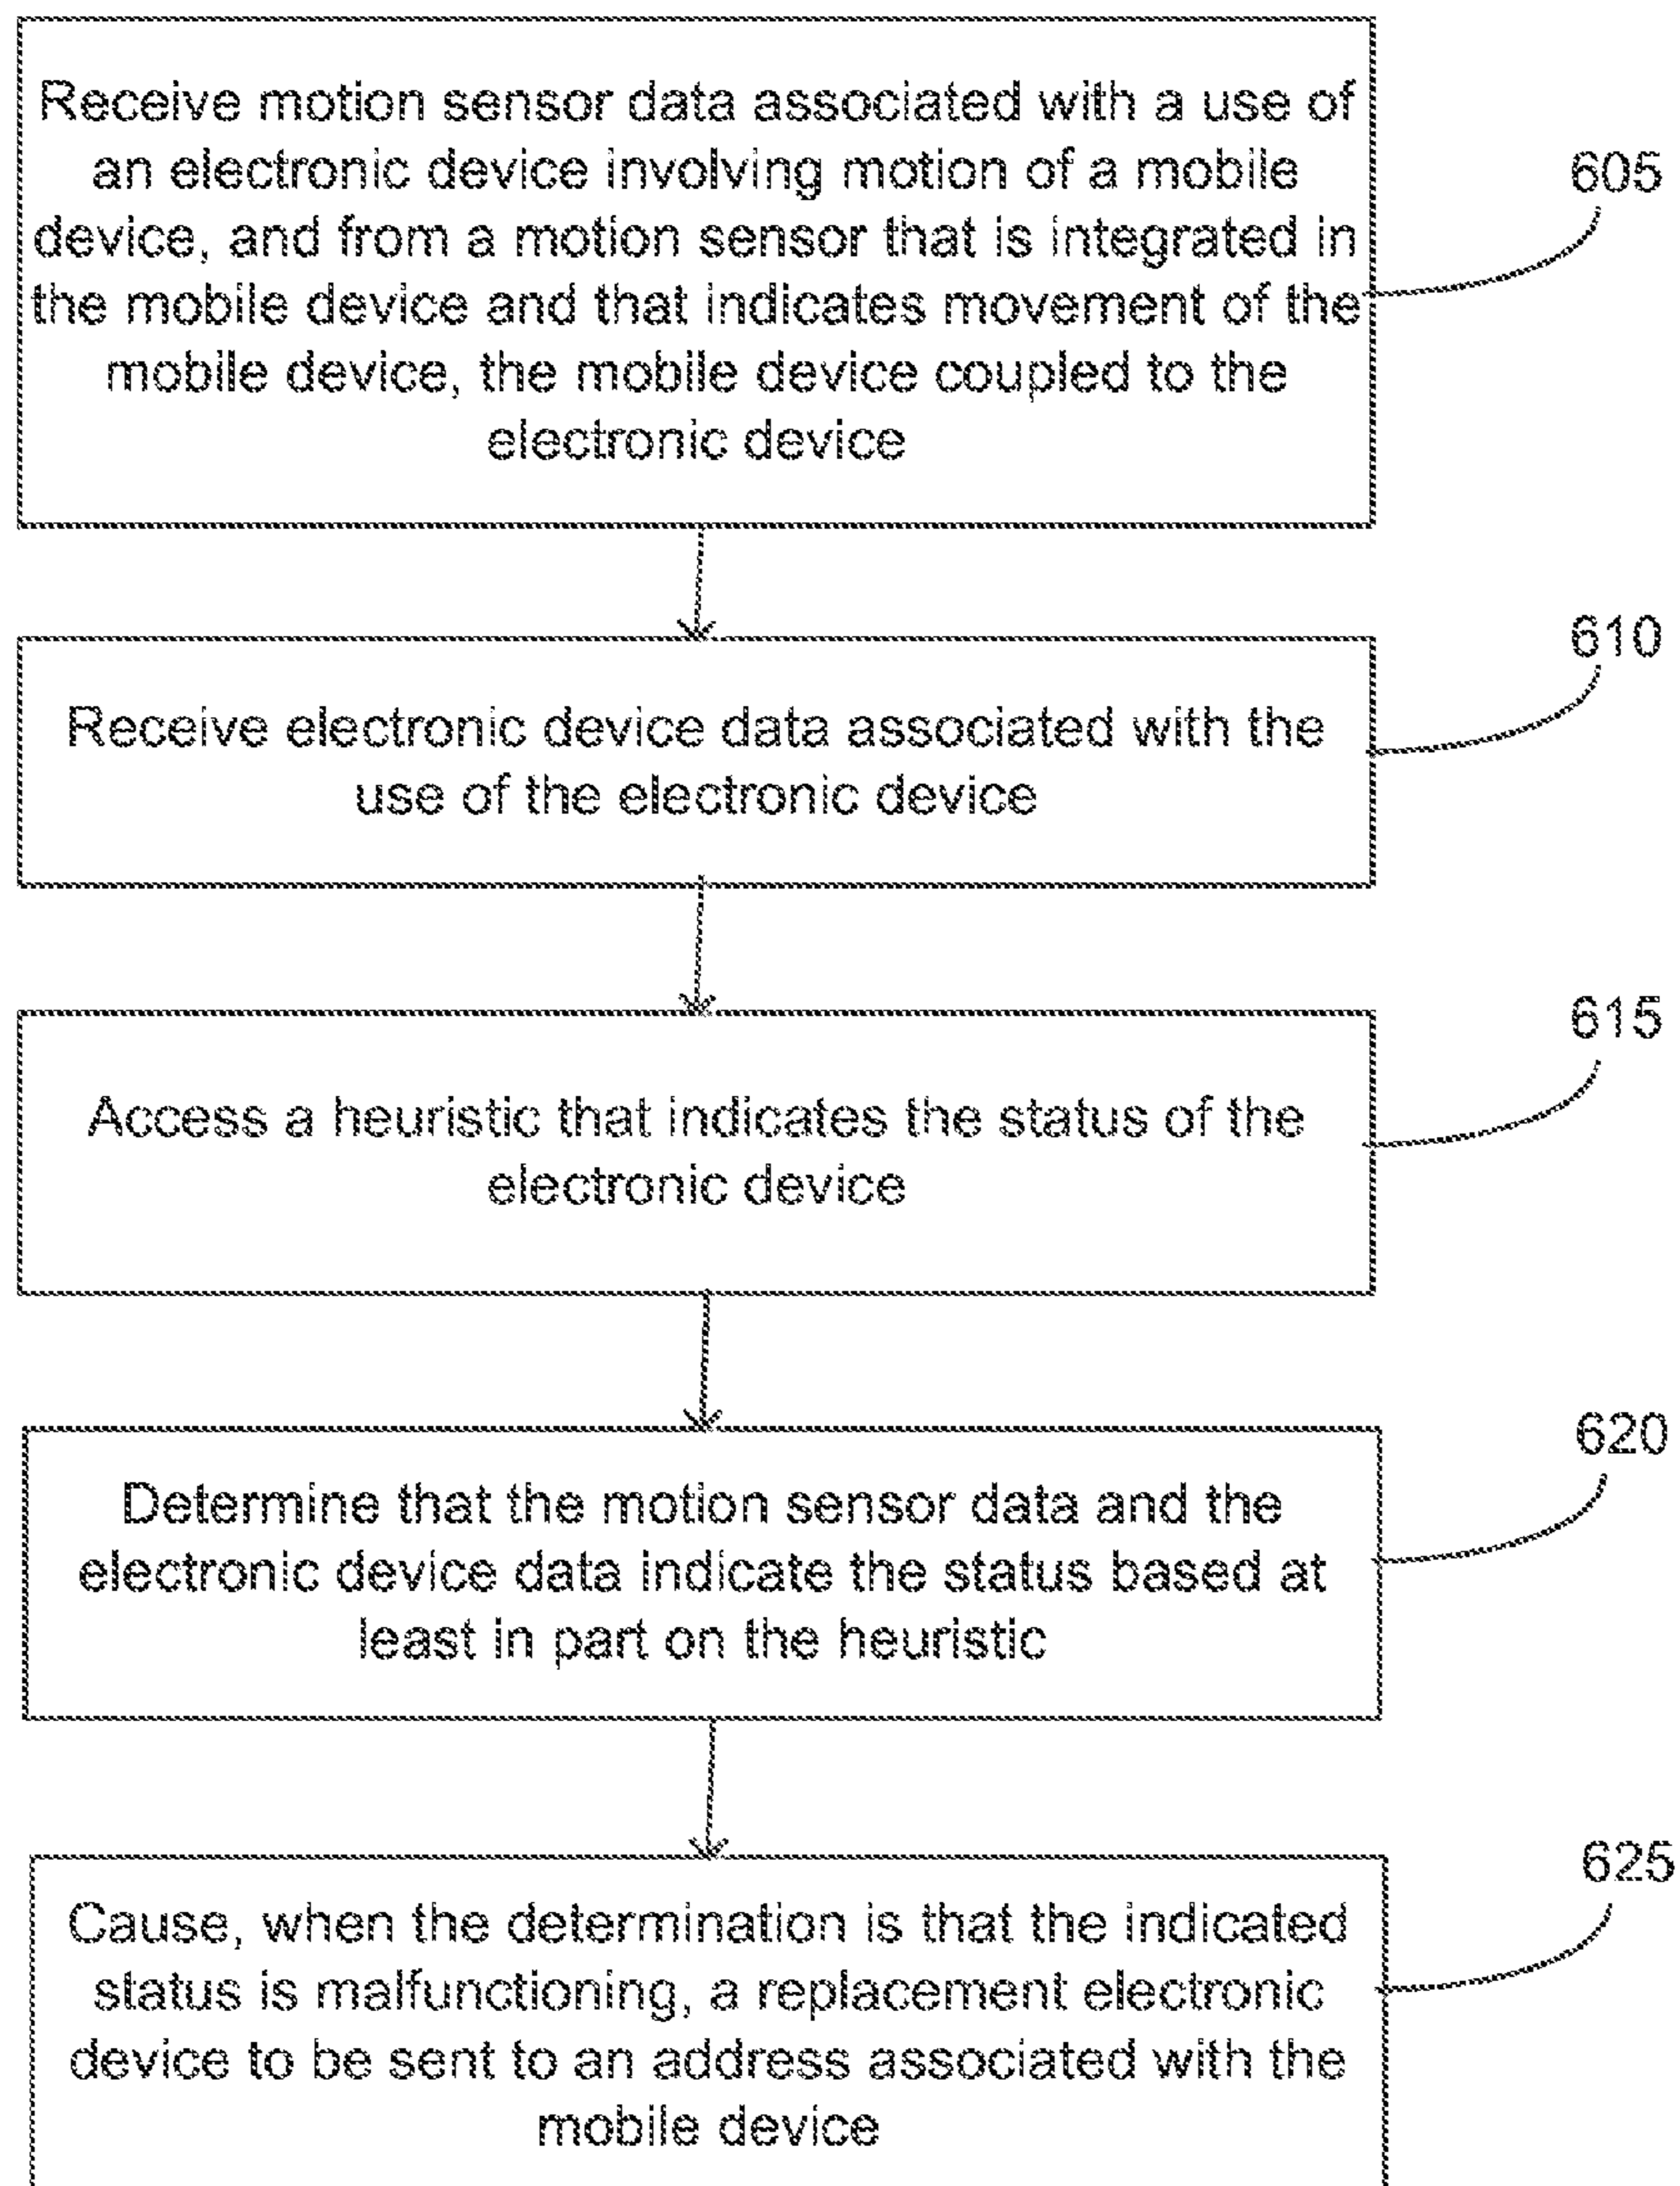 Receive motion sensor data associated with a use of
an electronic device involving motion of a mobile
device, and from a motion sensor that is integrated in
the mobile device and that indicates movement of the
mobile device, the mobile device coupled to the
electronic device
605
Receive electronic device data associated with the
use of the electronic device
610
Access a heuristic that indicates the status of the
electronic device
615
Determine that the motion sensor data and the
electronic device data indicate the status based at
least in part on the heuristic
620
Cause, when the determination is that the indicated
status is malfunctioning, a replacement electronic
device to be sent to an address associated with the
mobile device
625